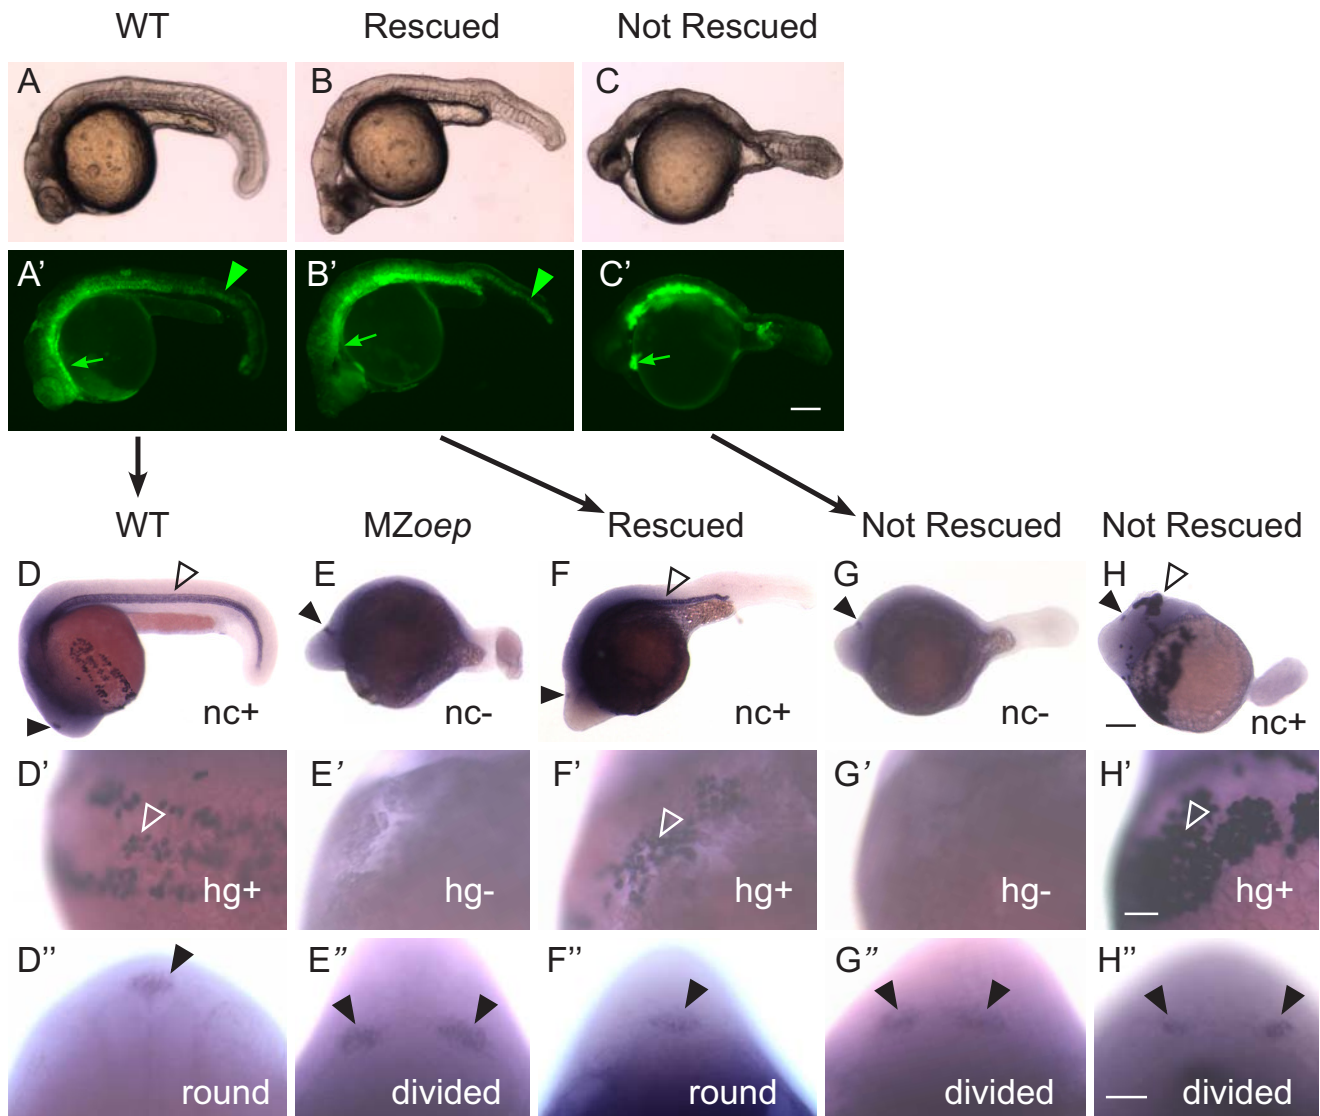 WT Rescued Not Rescued
A B C
A' B' C'
WT MZoep Rescued Not Rescued Not Rescued
D E F G H
nc+ nc- nc+ nc- nc+
D' E' F' G' H'
hg+ hg- hg+ hg- hg+
D" E" F" G" H"
round divided round divided divided